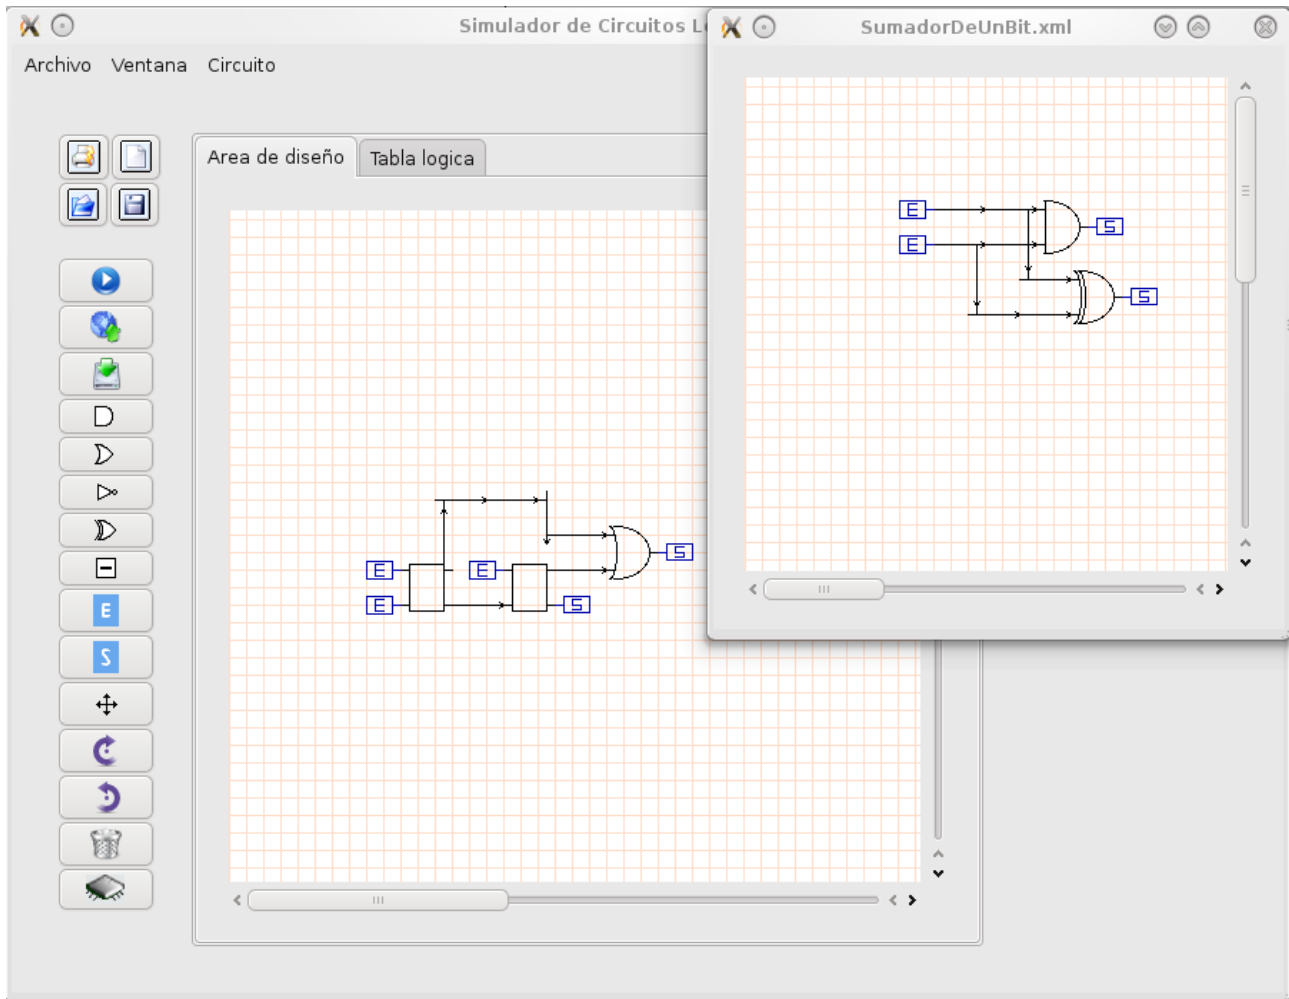 Simulador de Circuitos L
SumadorDeUnBit.xml
Archivo Ventana Circuito
Area de diseño Tabla logica
E
S
E
S
E E S
E S
E
S